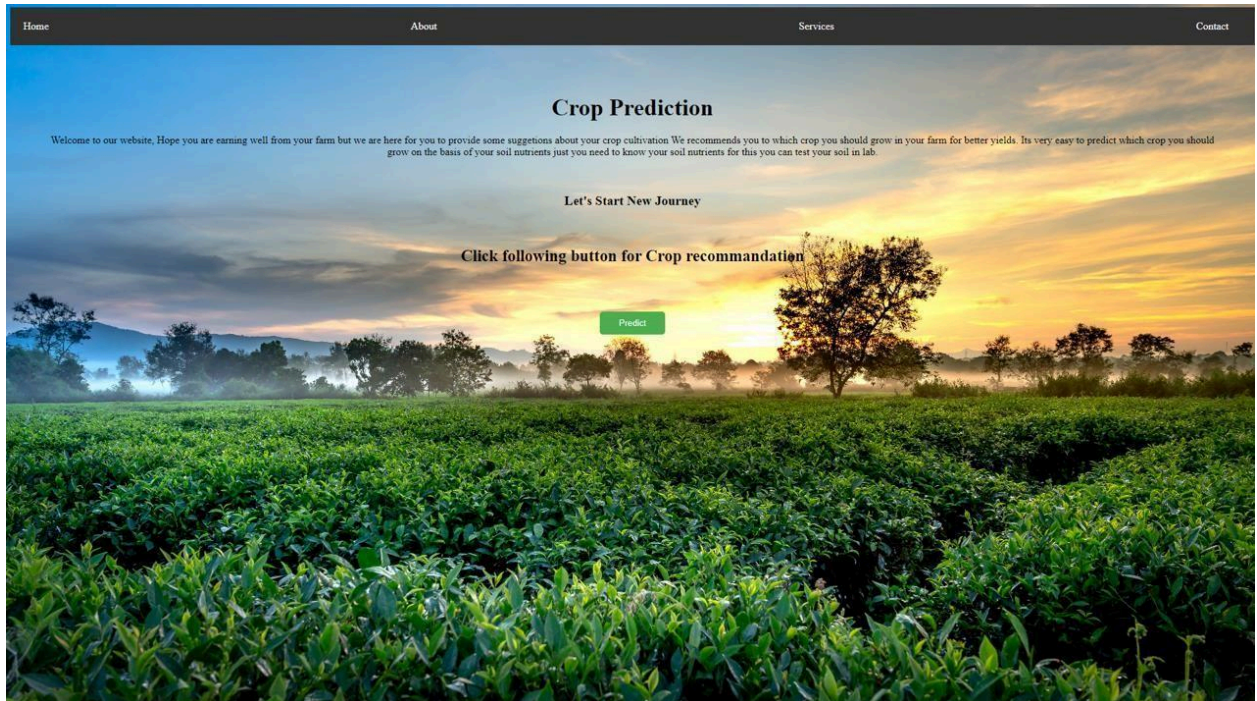 Home About Services Contact
Crop Prediction
Welcome to our website, Hope you are earning well from your farm but we are here for you to provide some suggetions about your crop cultivation We recommends you to which crop you should grow in your farm for better yields. Its very easy to predict which crop you should
grow on the basis of your soil nutrients just you need to know your soil nutrients for this you can test your soil in lab.
Let's Start New Journey
Click following button for Crop recommandation
Predict